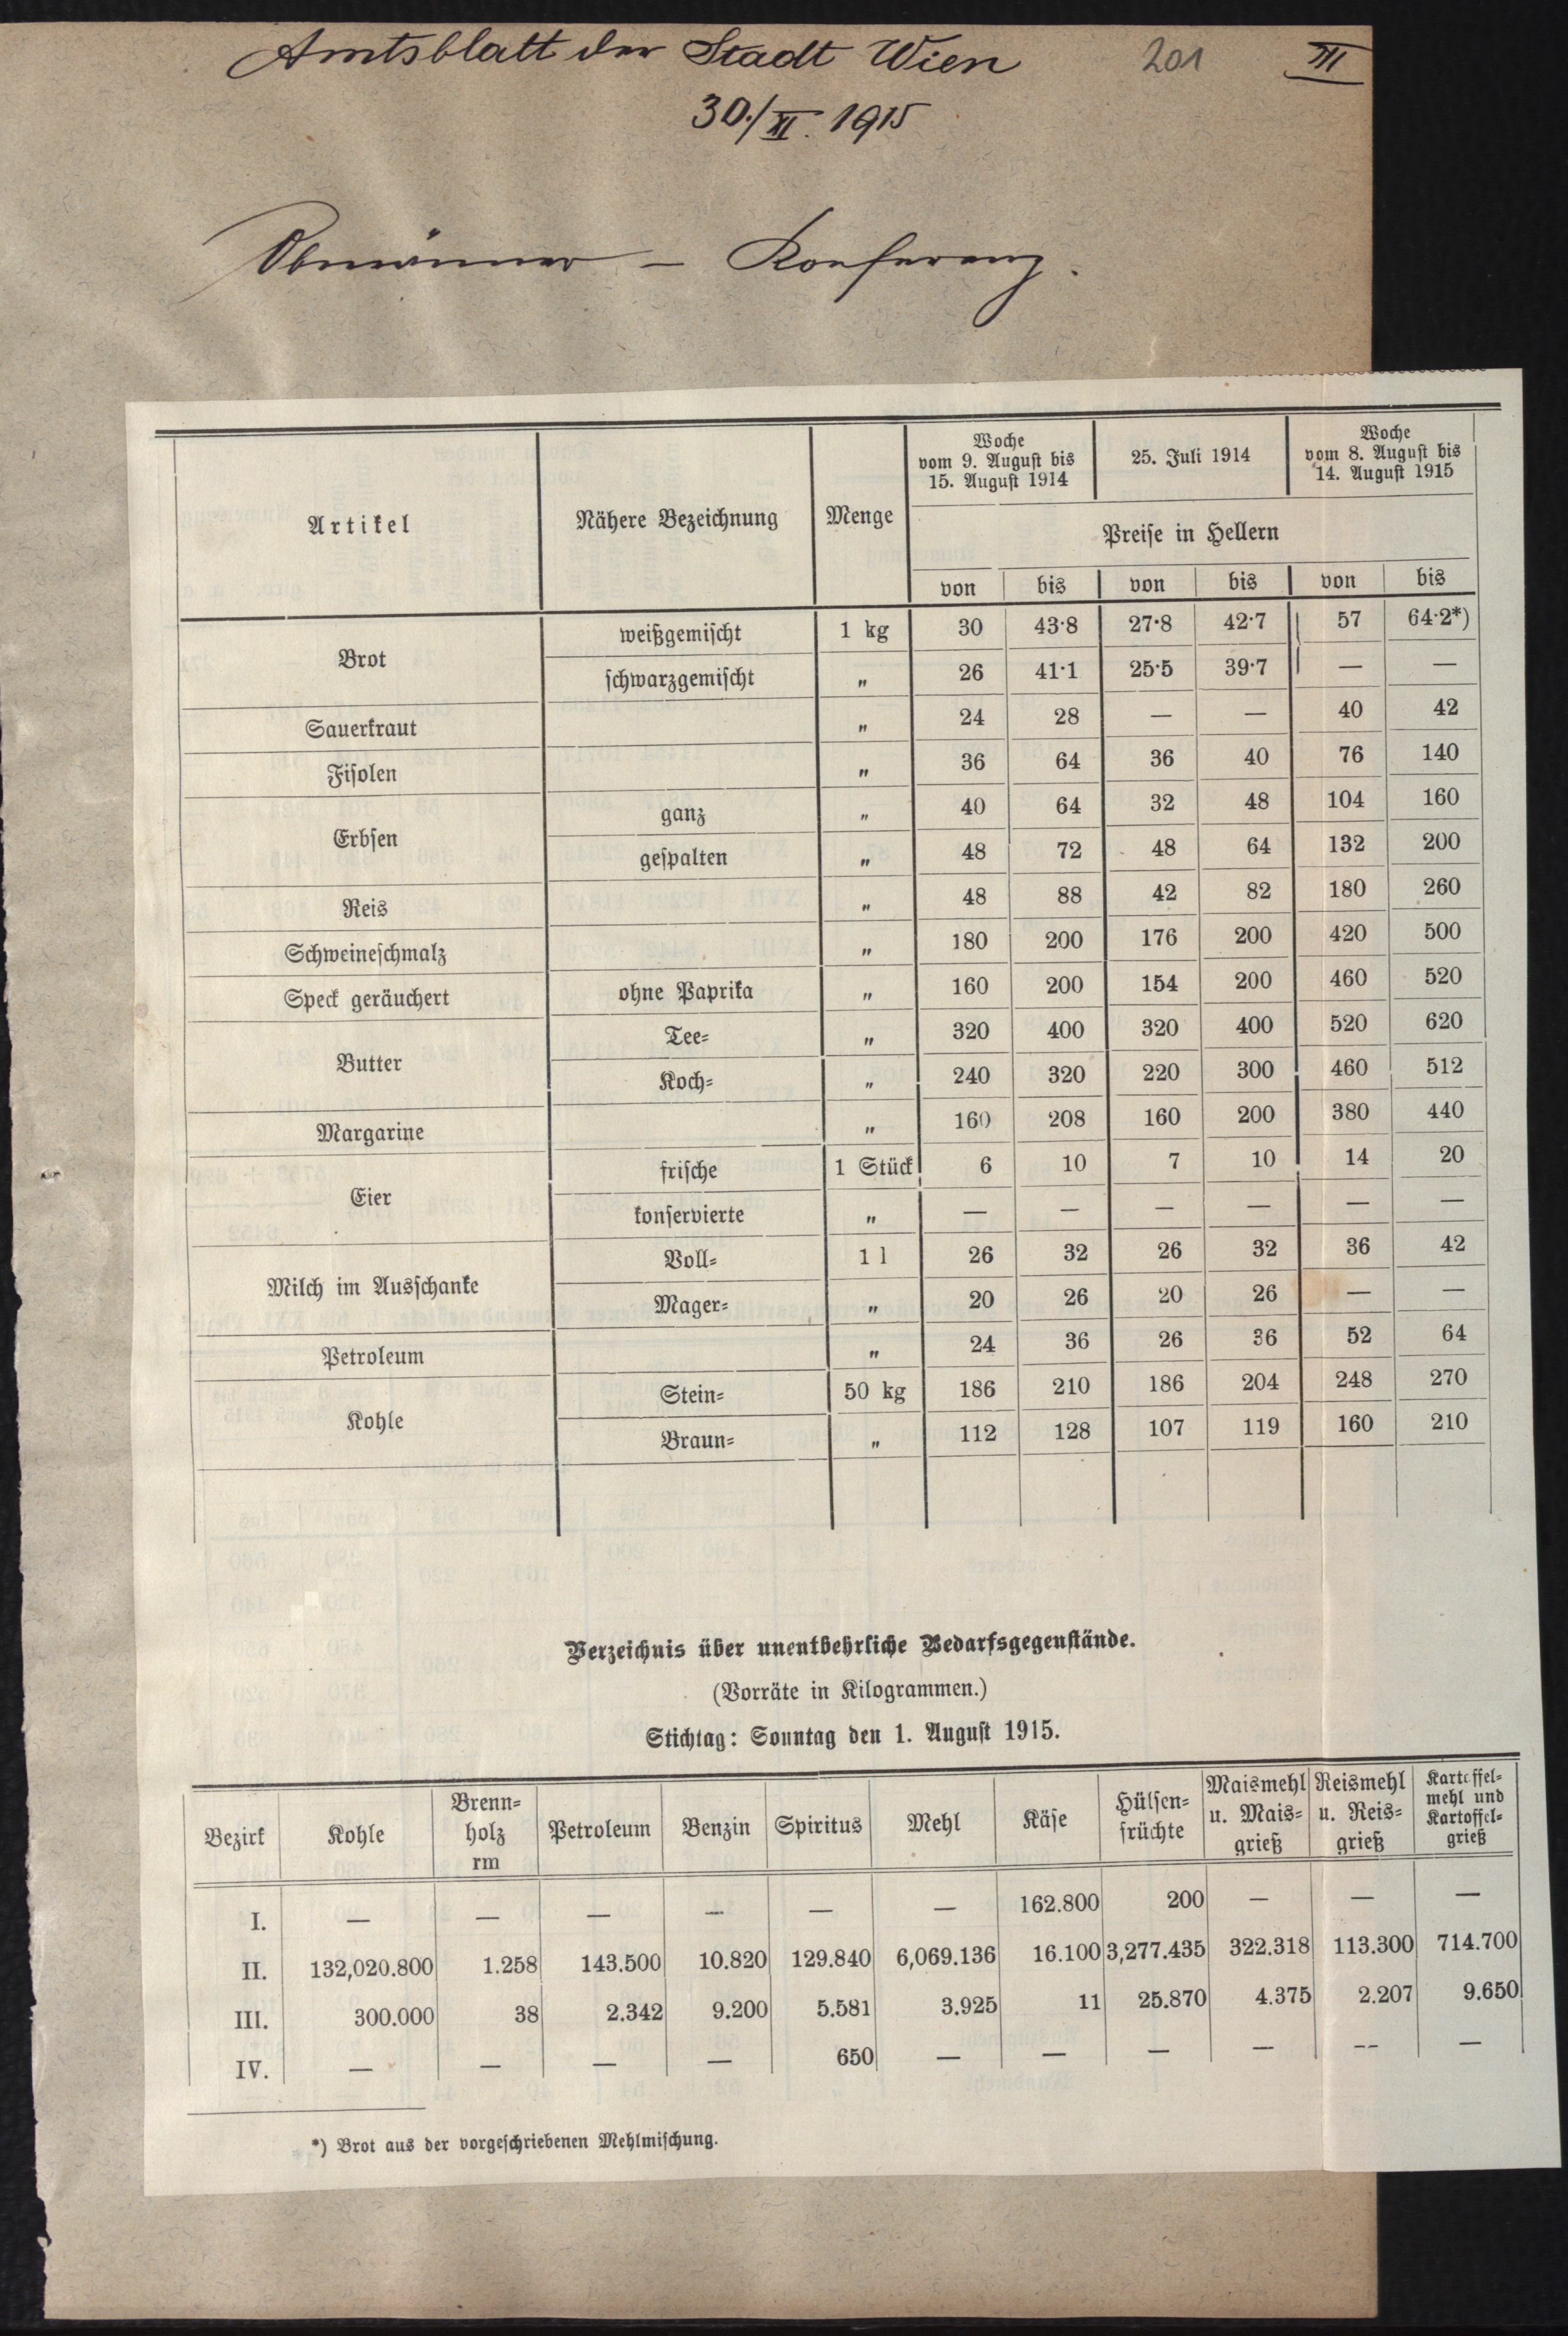 Amtsblatt der Stadt Wien 201 III
30./XI. 1915
Obmänner – Konferenz.
Artikel | Nähere Bezeichnung | Menge | Woche vom 9. August bis 15. August 1914 | 25. Juli 1914 | Woche vom 8. August bis 14. August 1915
Preise in Hellern
von | bis | von | bis | von | bis
Brot | weißgemischt | 1 kg | 30 | 43·8 | 27·8 | 42·7 | 57 | 64·2*)
schwarzgemischt | „ | 26 | 41·1 | 25·5 | 39·7 | — | —
Sauerkraut | | „ | 24 | 28 | — | — | 40 | 42
Fisolen | | „ | 36 | 64 | 36 | 40 | 76 | 140
Erbsen | ganz | „ | 40 | 64 | 32 | 48 | 104 | 160
gespalten | „ | 48 | 72 | 48 | 64 | 132 | 200
Reis | | „ | 48 | 88 | 42 | 82 | 180 | 260
Schweineschmalz | | „ | 180 | 200 | 176 | 200 | 420 | 500
Speck geräuchert | ohne Paprika | „ | 160 | 200 | 154 | 200 | 460 | 520
Butter | Tee= | „ | 320 | 400 | 320 | 400 | 520 | 620
Koch= | „ | 240 | 320 | 220 | 300 | 460 | 512
Margarine | | „ | 160 | 208 | 160 | 200 | 380 | 440
Eier | frische | 1 Stück | 6 | 10 | 7 | 10 | 14 | 20
konservierte | „ | — | — | — | — | — | —
Milch im Ausschanke | Voll= | 1 l | 26 | 32 | 26 | 32 | 36 | 42
Mager= | „ | 20 | 26 | 20 | 26 | — | —
Petroleum | | „ | 24 | 36 | 26 | 36 | 52 | 64
Kohle | Stein= | 50 kg | 186 | 210 | 186 | 204 | 248 | 270
Braun= | „ | 112 | 128 | 107 | 119 | 160 | 210
Verzeichnis über unentbehrliche Bedarfsgegenstände.
(Vorräte in Kilogrammen.)
Stichtag: Sonntag den 1. August 1915.
Bezirk | Kohle | Brenn=holz rm | Petroleum | Benzin | Spiritus | Mehl | Käse | Hülsen=früchte | Maismehl u. Mais=grieß | Reismehl u. Reis=grieß | Kartoffel=mehl und Kartoffel=grieß
I. | — | — | — | — | — | — | 162.800 | 200 | — | — | —
II. | 132,020.800 | 1.258 | 143.500 | 10.820 | 129.840 | 6,069.136 | 16.100 | 3,277.435 | 322.318 | 113.300 | 714.700
III. | 300.000 | 38 | 2.342 | 9.200 | 5.581 | 3.925 | 11 | 25.870 | 4.375 | 2.207 | 9.650
IV. | — | — | — | — | 650 | — | — | — | — | — | —
*) Brot aus der vorgeschriebenen Mehlmischung.